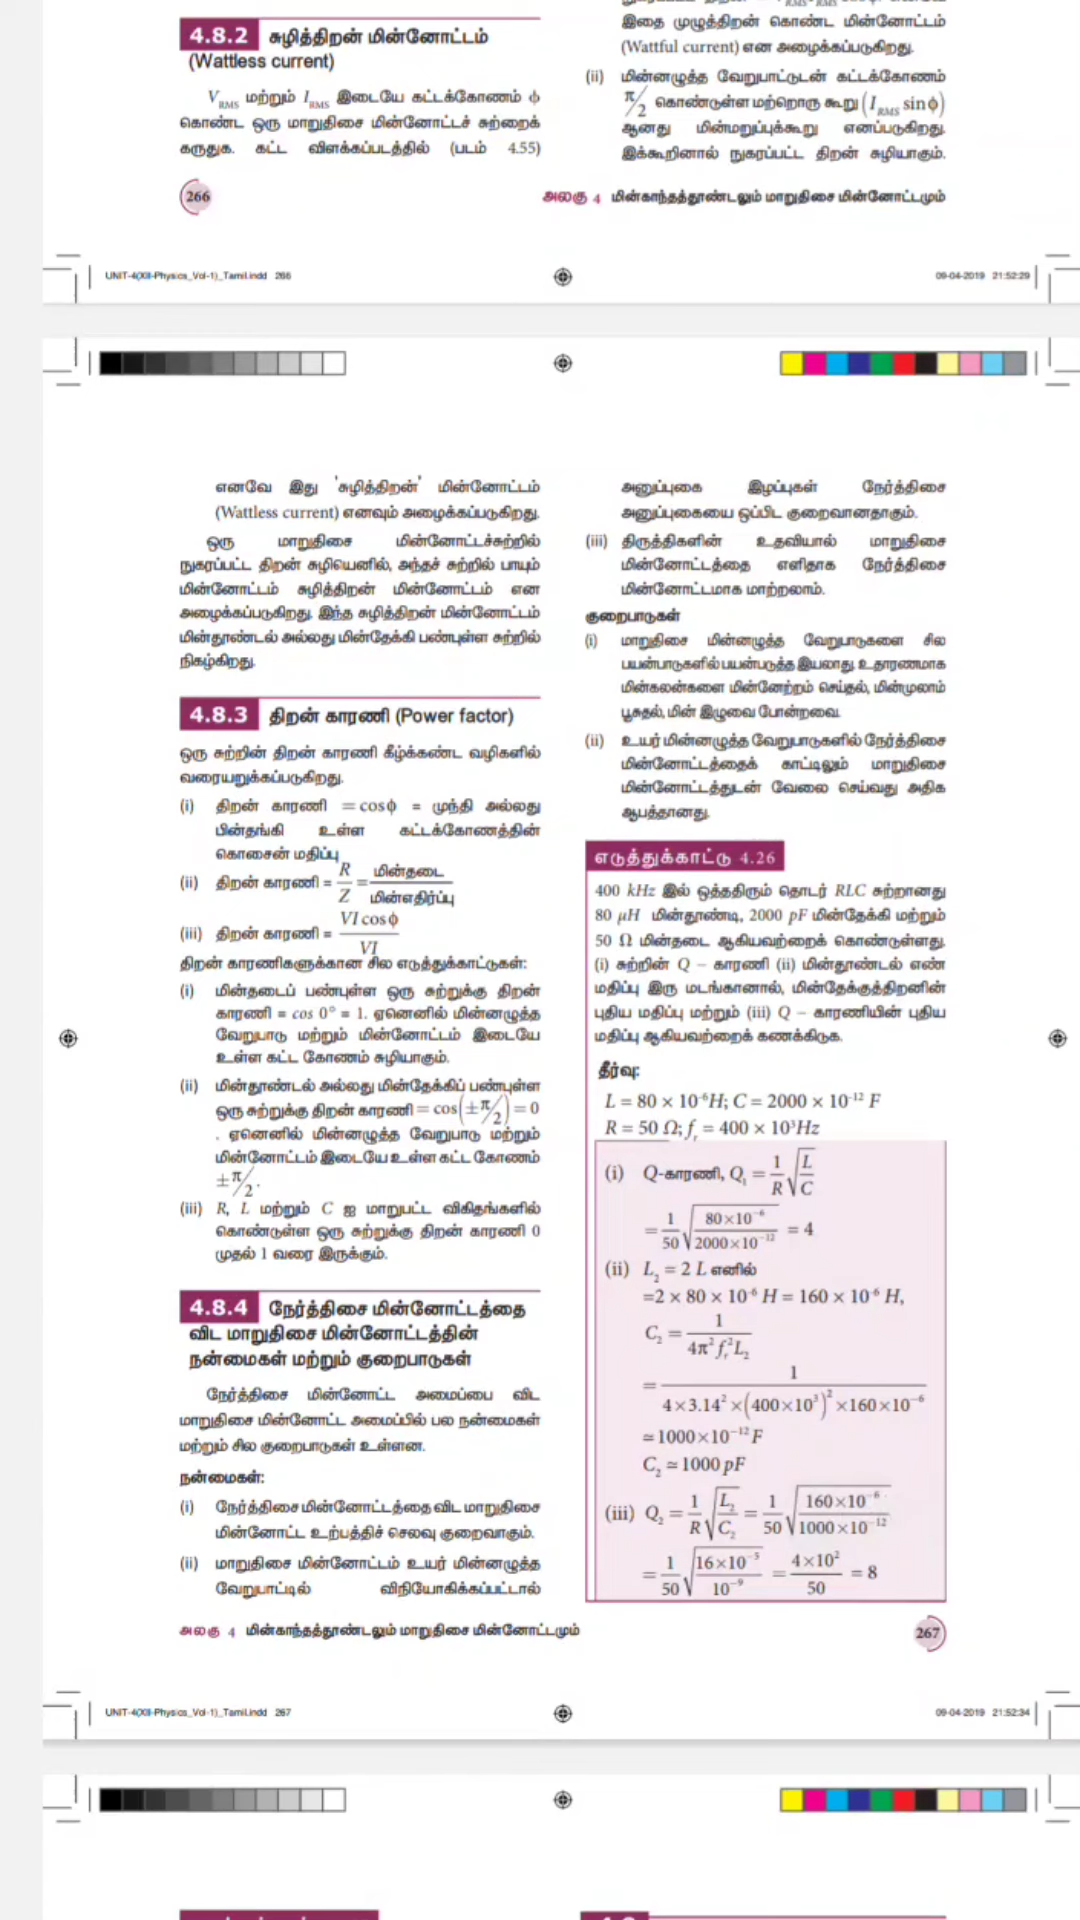 4.8.2 சுழித்திறன் மின்னோட்டம்
(Wattless current)
V_RMS மற்றும் I_RMS இடையே கட்டக்கோணம் ϕ
கொண்ட ஒரு மாறுதிசை மின்னோட்டச் சுற்றைக்
கருதுக. கட்ட விளக்கப்படத்தில் (படம் 4.55)
இதை முழுத்திறன் கொண்ட மின்னோட்டம்
(Wattful current) என அழைக்கப்படுகிறது.
(ii) மின்னழுத்த வேறுபாட்டுடன் கட்டக்கோணம்
π/2 கொண்டுள்ள மற்றொரு கூறு (I_RMS sinϕ)
ஆனது மின்மறுப்புக்கூறு எனப்படுகிறது.
இக்கூறினால் நுகரப்பட்ட திறன் சுழியாகும்.
266
அலகு 4 மின்காந்தத்தூண்டலும் மாறுதிசை மின்னோட்டமும்
UNIT-4(XII-Physics_Vol-1)_Tamil.indd 266
09-04-2019 21:52:29
எனவே இது 'சுழித்திறன்' மின்னோட்டம்
(Wattless current) எனவும் அழைக்கப்படுகிறது.
ஒரு மாறுதிசை மின்னோட்டச்சுற்றில்
நுகரப்பட்ட திறன் சுழியெனில், அந்தச் சுற்றில் பாயும்
மின்னோட்டம் சுழித்திறன் மின்னோட்டம் என
அழைக்கப்படுகிறது. இந்த சுழித்திறன் மின்னோட்டம்
மின்தூண்டல் அல்லது மின்தேக்கி பண்புள்ள சுற்றில்
நிகழ்கிறது.
4.8.3 திறன் காரணி (Power factor)
ஒரு சுற்றின் திறன் காரணி கீழ்க்கண்ட வழிகளில்
வரையறுக்கப்படுகிறது.
(i) திறன் காரணி = cosϕ = முந்தி அல்லது
பின்தங்கி உள்ள கட்டக்கோணத்தின்
கொசைன் மதிப்பு
(ii) திறன் காரணி = R/Z = மின்தடை/மின்எதிர்ப்பு
(iii) திறன் காரணி = VI cosϕ/VI
திறன் காரணிகளுக்கான சில எடுத்துக்காட்டுகள்:
(i) மின்தடைப் பண்புள்ள ஒரு சுற்றுக்கு திறன்
காரணி = cos 0° = 1. ஏனெனில் மின்னழுத்த
வேறுபாடு மற்றும் மின்னோட்டம் இடையே
உள்ள கட்ட கோணம் சுழியாகும்.
(ii) மின்தூண்டல் அல்லது மின்தேக்கிப் பண்புள்ள
ஒரு சுற்றுக்கு திறன் காரணி = cos(±π/2) = 0
. ஏனெனில் மின்னழுத்த வேறுபாடு மற்றும்
மின்னோட்டம் இடையே உள்ள கட்ட கோணம்
±π/2.
(iii) R, L மற்றும் C ஐ மாறுபட்ட விகிதங்களில்
கொண்டுள்ள ஒரு சுற்றுக்கு திறன் காரணி 0
முதல் 1 வரை இருக்கும்.
4.8.4 நேர்த்திசை மின்னோட்டத்தை
விட மாறுதிசை மின்னோட்டத்தின்
நன்மைகள் மற்றும் குறைபாடுகள்
நேர்த்திசை மின்னோட்ட அமைப்பை விட
மாறுதிசை மின்னோட்ட அமைப்பில் பல நன்மைகள்
மற்றும் சில குறைபாடுகள் உள்ளன.
நன்மைகள்:
(i) நேர்த்திசை மின்னோட்டத்தை விட மாறுதிசை
மின்னோட்ட உற்பத்திச் செலவு குறைவாகும்.
(ii) மாறுதிசை மின்னோட்டம் உயர் மின்னழுத்த
வேறுபாட்டில் விநியோகிக்கப்பட்டால்
அனுப்புகை இழப்புகள் நேர்த்திசை
அனுப்புகையை ஒப்பிட குறைவானதாகும்.
(iii) திருத்திகளின் உதவியால் மாறுதிசை
மின்னோட்டத்தை எளிதாக நேர்த்திசை
மின்னோட்டமாக மாற்றலாம்.
குறைபாடுகள்
(i) மாறுதிசை மின்னழுத்த வேறுபாடுகளை சில
பயன்பாடுகளில் பயன்படுத்த இயலாது. உதாரணமாக
மின்கலன்களை மின்னேற்றம் செய்தல், மின்முலாம்
பூசுதல், மின் இழுவை போன்றவை.
(ii) உயர் மின்னழுத்த வேறுபாடுகளில் நேர்த்திசை
மின்னோட்டத்தைக் காட்டிலும் மாறுதிசை
மின்னோட்டத்துடன் வேலை செய்வது அதிக
ஆபத்தானது.
எடுத்துக்காட்டு 4.26
400 kHz இல் ஒத்ததிரும் தொடர் RLC சுற்றானது
80 μH மின்தூண்டி, 2000 pF மின்தேக்கி மற்றும்
50 Ω மின்தடை ஆகியவற்றைக் கொண்டுள்ளது.
(i) சுற்றின் Q – காரணி (ii) மின்தூண்டல் எண்
மதிப்பு இரு மடங்கானால், மின்தேக்குத்திறனின்
புதிய மதிப்பு மற்றும் (iii) Q – காரணியின் புதிய
மதிப்பு ஆகியவற்றைக் கணக்கிடுக.
தீர்வு:
L = 80 × 10⁻⁶H; C = 2000 × 10⁻¹² F
R = 50 Ω; f_r = 400 × 10³Hz
(i) Q-காரணி, Q₁ = 1/R √(L/C)
= 1/50 √(80×10⁻⁶/2000×10⁻¹²) = 4
(ii) L₂ = 2 L எனில்
=2 × 80 × 10⁻⁶ H = 160 × 10⁻⁶ H,
C₂ = 1/4π²f_r²L₂
= 1/4×3.14²×(400×10³)²×160×10⁻⁶
≃1000×10⁻¹²F
C₂ ≃ 1000 pF
(iii) Q₂ = 1/R √(L₂/C₂) = 1/50 √(160×10⁻⁶/1000×10⁻¹²)
= 1/50 √(16×10⁻⁵/10⁻⁹) = 4×10²/50 = 8
அலகு 4 மின்காந்தத்தூண்டலும் மாறுதிசை மின்னோட்டமும்
267
UNIT-4(XII-Physics_Vol-1)_Tamil.indd 267
09-04-2019 21:52:34